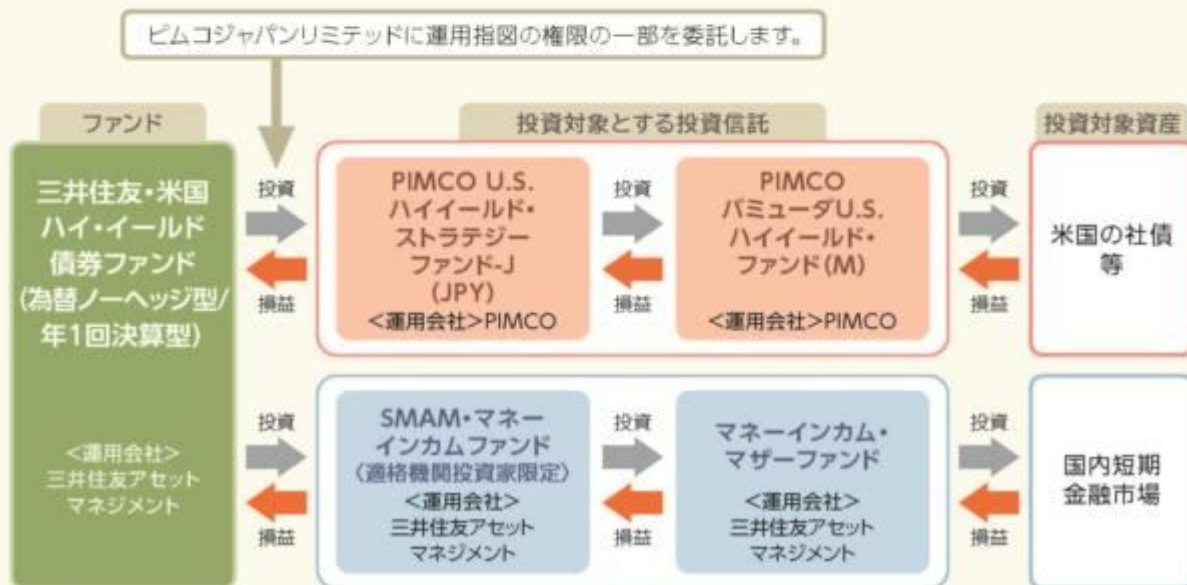 ピムコジャパンリミテッドに運用指図の権限の一部を委託します。
ファンド
投資対象とする投資信託
投資対象資産
三井住友・米国
ハイ・イールド
債券ファンド
(為替ノーヘッジ型/
年1回決算型)
<運用会社>
三井住友アセット
マネジメント
投資
損益
PIMCO U.S.
ハイイールド・
ストラテジー
ファンド-J
(JPY)
<運用会社>PIMCO
投資
損益
PIMCO
バミューダU.S.
ハイイールド・
ファンド(M)
<運用会社>PIMCO
投資
損益
米国の社債
等
投資
損益
SMAM・マネー
インカムファンド
〈適格機関投資家限定〉
<運用会社>
三井住友アセット
マネジメント
投資
損益
マネーインカム・
マザーファンド
<運用会社>
三井住友アセット
マネジメント
投資
損益
国内短期
金融市場